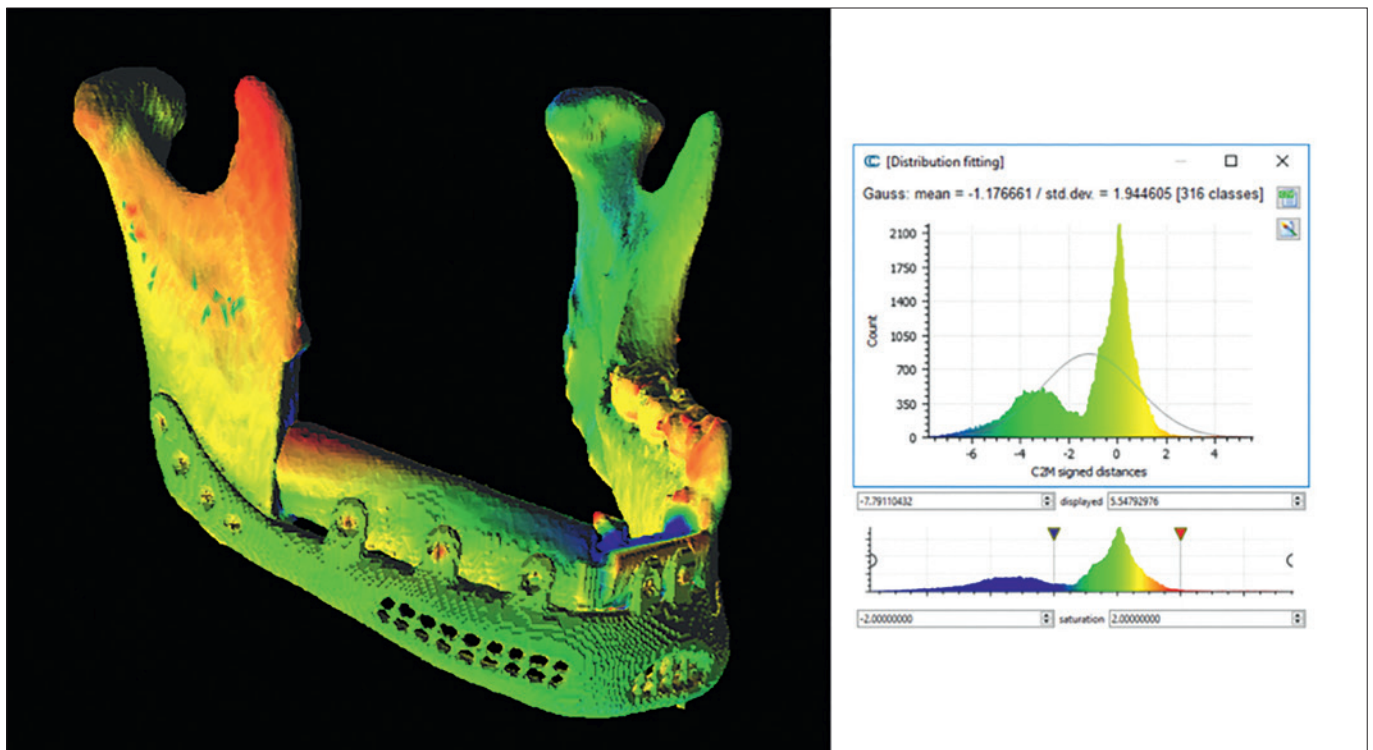 [Distribution fitting]
Gauss: mean = -1.176661 / std.dev. = 1.944605 [316 classes]
2100
1750
1400
1050
700
350
0
Count
-6 -4 -2 0 2 4
C2M signed distances
-7.79110432 displayed 5.54792976
-2.00000000 saturation 2.00000000